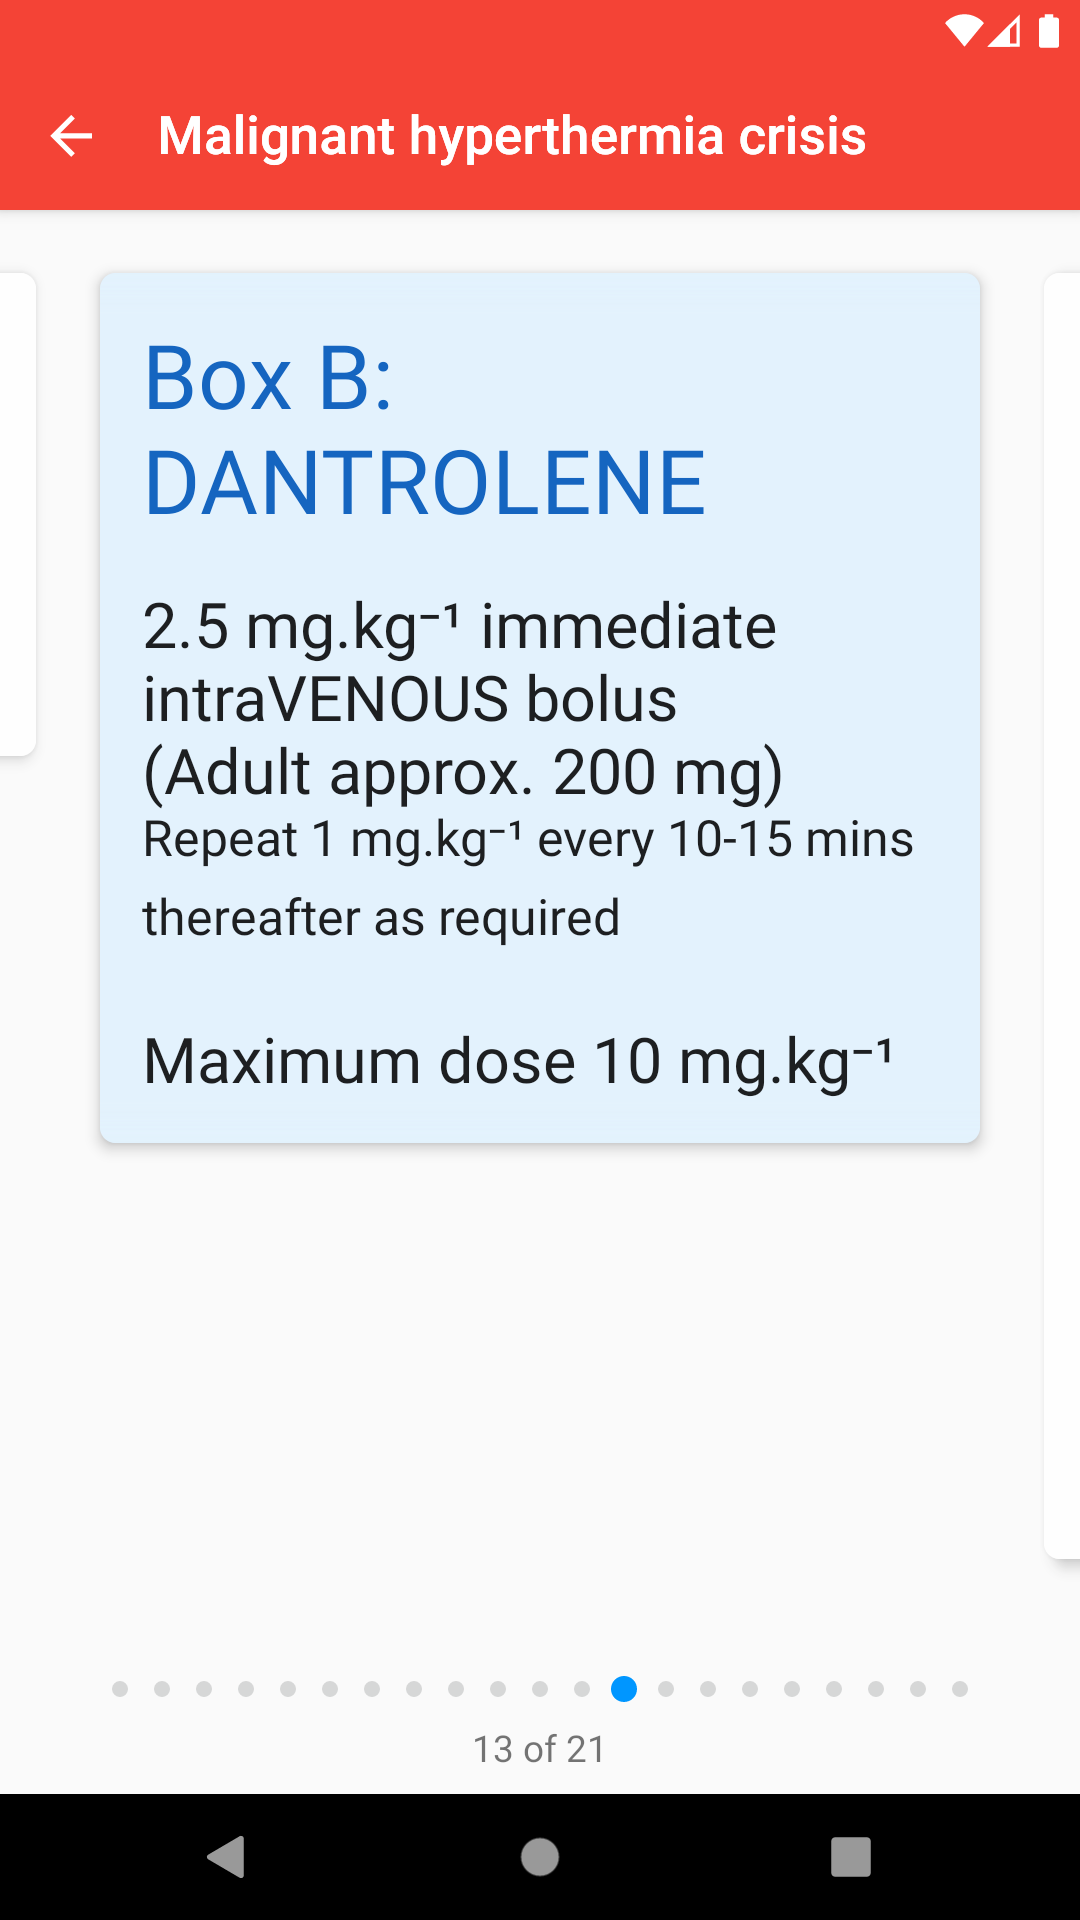 Malignant hyperthermia crisis
Box B:
DANTROLENE
2.5 mg.kg⁻¹ immediate
intraVENOUS bolus
(Adult approx. 200 mg)
Repeat 1 mg.kg⁻¹ every 10-15 mins
thereafter as required
Maximum dose 10 mg.kg⁻¹
13 of 21